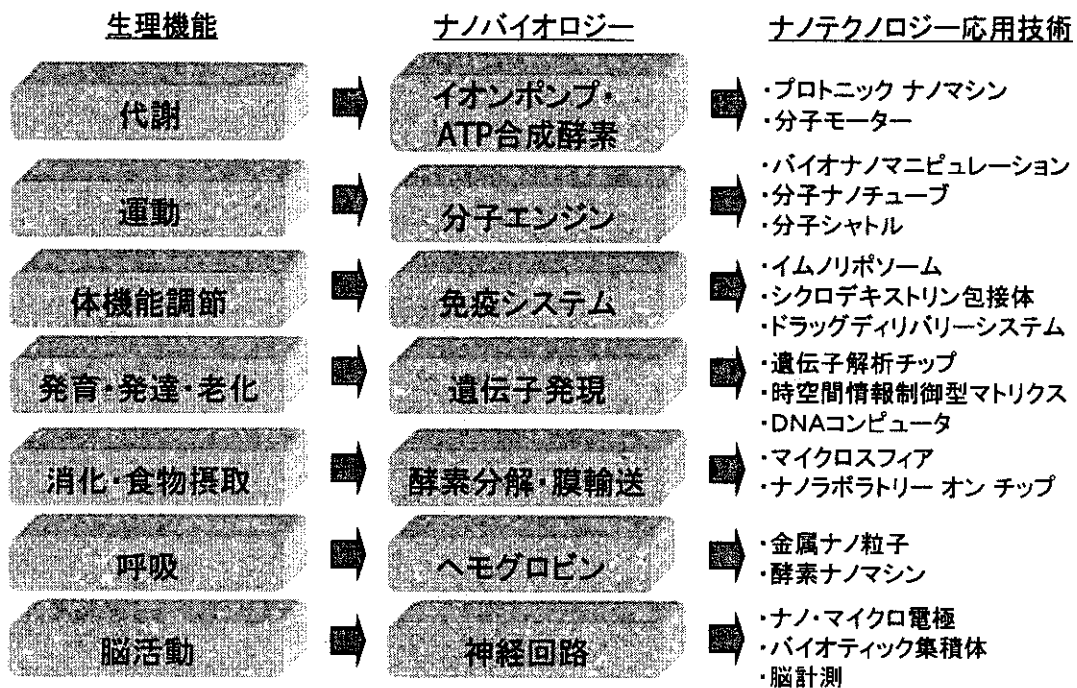 生理機能
ナノバイオロジー
ナノテクノロジー応用技術
代謝
イオンポンプ・
ATP合成酵素
・プロトニック ナノマシン
・分子モーター
運動
分子エンジン
・バイオナノマニピュレーション
・分子ナノチューブ
・分子シャトル
体機能調節
免疫システム
・イムノリポソーム
・シクロデキストリン包接体
・ドラッグディリバリーシステム
発育・発達・老化
遺伝子発現
・遺伝子解析チップ
・時空間情報制御型マトリクス
・DNAコンピュータ
消化・食物摂取
酵素分解・膜輸送
・マイクロスフィア
・ナノラボラトリー オン チップ
呼吸
ヘモグロビン
・金属ナノ粒子
・酵素ナノマシン
脳活動
神経回路
・ナノ・マイクロ電極
・バイオティック集積体
・脳計測